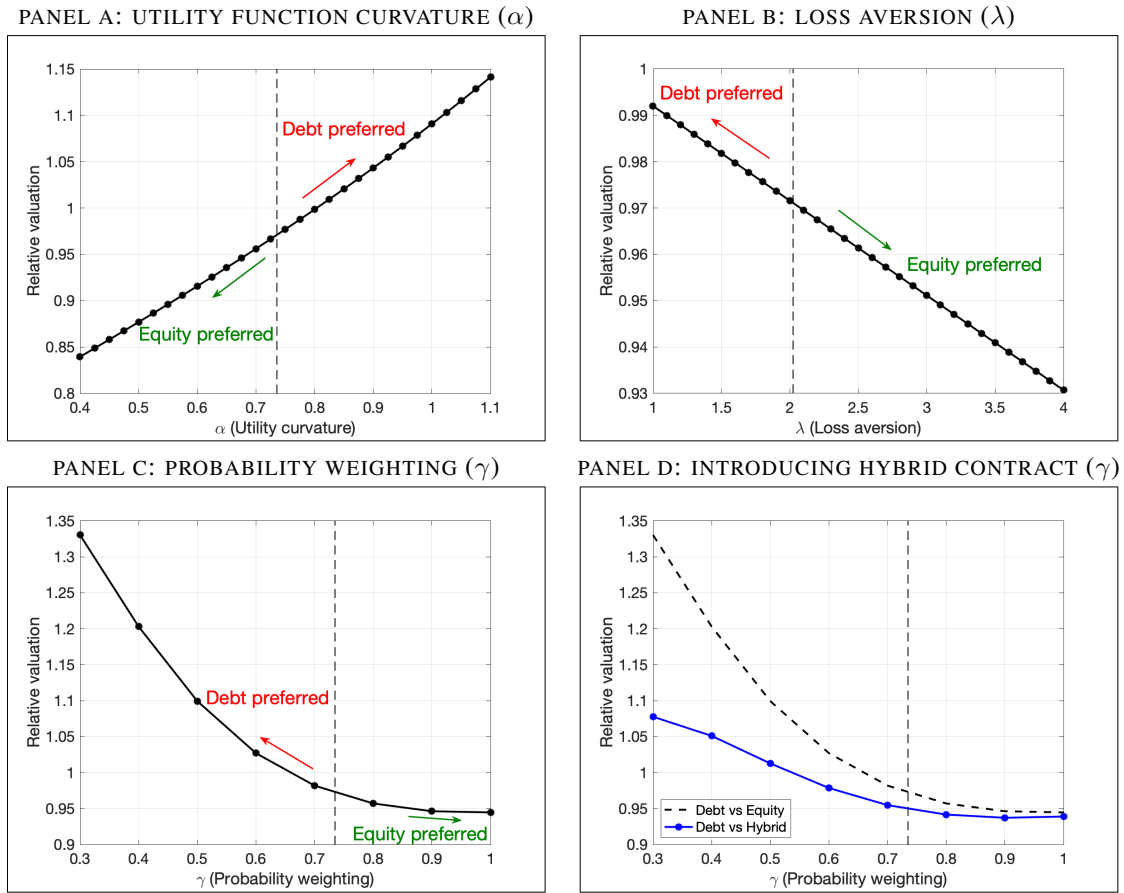 PANEL A: UTILITY FUNCTION CURVATURE (α)
1.15
1.1
1.05
1
0.95
0.9
0.85
0.8
Relative valuation
Debt preferred
Equity preferred
0.4 0.5 0.6 0.7 0.8 0.9 1 1.1
α (Utility curvature)
PANEL B: LOSS AVERSION (λ)
1
0.99
0.98
0.97
0.96
0.95
0.94
0.93
Relative valuation
Debt preferred
Equity preferred
1 1.5 2 2.5 3 3.5 4
λ (Loss aversion)
PANEL C: PROBABILITY WEIGHTING (γ)
1.35
1.3
1.25
1.2
1.15
1.1
1.05
1
0.95
0.9
Relative valuation
Debt preferred
Equity preferred
0.3 0.4 0.5 0.6 0.7 0.8 0.9 1
γ (Probability weighting)
PANEL D: INTRODUCING HYBRID CONTRACT (γ)
1.35
1.3
1.25
1.2
1.15
1.1
1.05
1
0.95
0.9
Relative valuation
Debt vs Equity
Debt vs Hybrid
0.3 0.4 0.5 0.6 0.7 0.8 0.9 1
γ (Probability weighting)